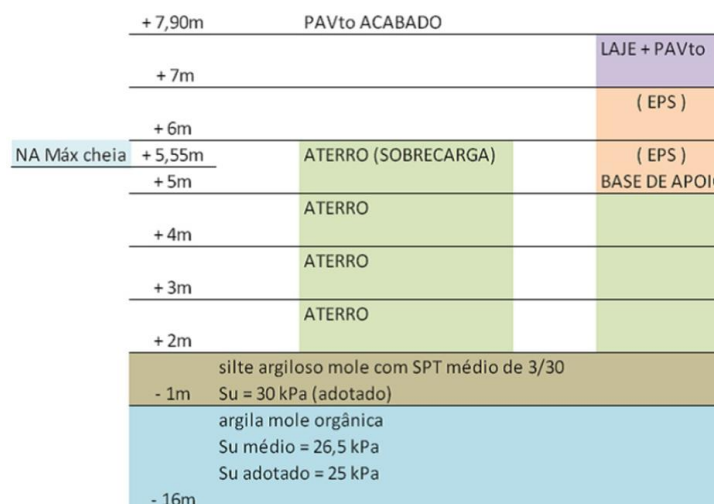 + 7,90m PAVto ACABADO
LAJE + PAVto
+ 7m
( EPS )
+ 6m
NA Máx cheia + 5,55m ATERRO (SOBRECARGA) ( EPS )
+ 5m BASE DE
ATERRO
+ 4m
ATERRO
+ 3m
ATERRO
+ 2m
silte argiloso mole com SPT médio de 3/30
- 1m Su = 30 kPa (adotado)
argila mole orgânica
Su médio = 26,5 kPa
Su adotado = 25 kPa
- 16m